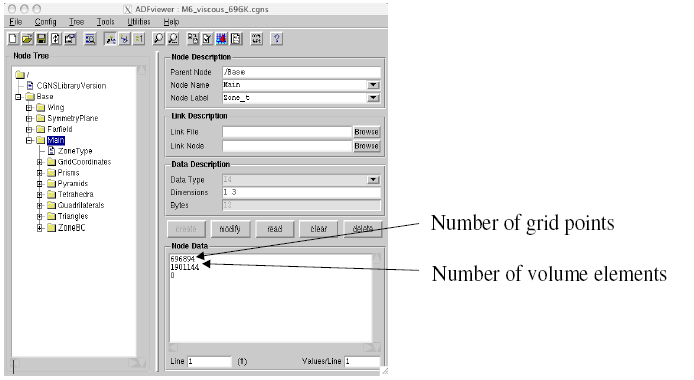 ADFviewer : M6_viscous_696K.cgns
File Config Tree Tools Utilities Help
Node Tree
/
CGNSLibraryVersion
Base
Wing
SymmetryPlane
Farfield
Main
ZoneType
GridCoordinates
Prisms
Pyramids
Tetrahedra
Quadrilaterals
Triangles
ZoneBC
Node Description
Parent Node /Base
Node Name Main
Node Label Zone_t
Link Description
Link File Browse
Link Node Browse
Data Description
Data Type I4
Dimensions 1 3
Bytes 12
create modify read clear delete
Node Data
696894
1901144
0
Line 1 (1) Values/Line 1
Number of grid points
Number of volume elements